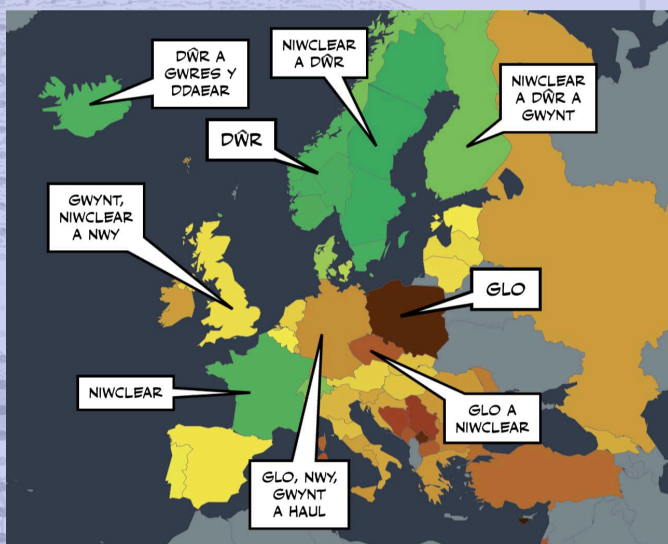 DŴR A
GWRES Y
DDAEAR
NIWCLEAR
A DŴR
NIWCLEAR
A DŴR A
GWYNT
DŴR
GWYNT,
NIWCLEAR
A NWY
GLO
NIWCLEAR
GLO A
NIWCLEAR
GLO, NWY,
GWYNT
A HAUL